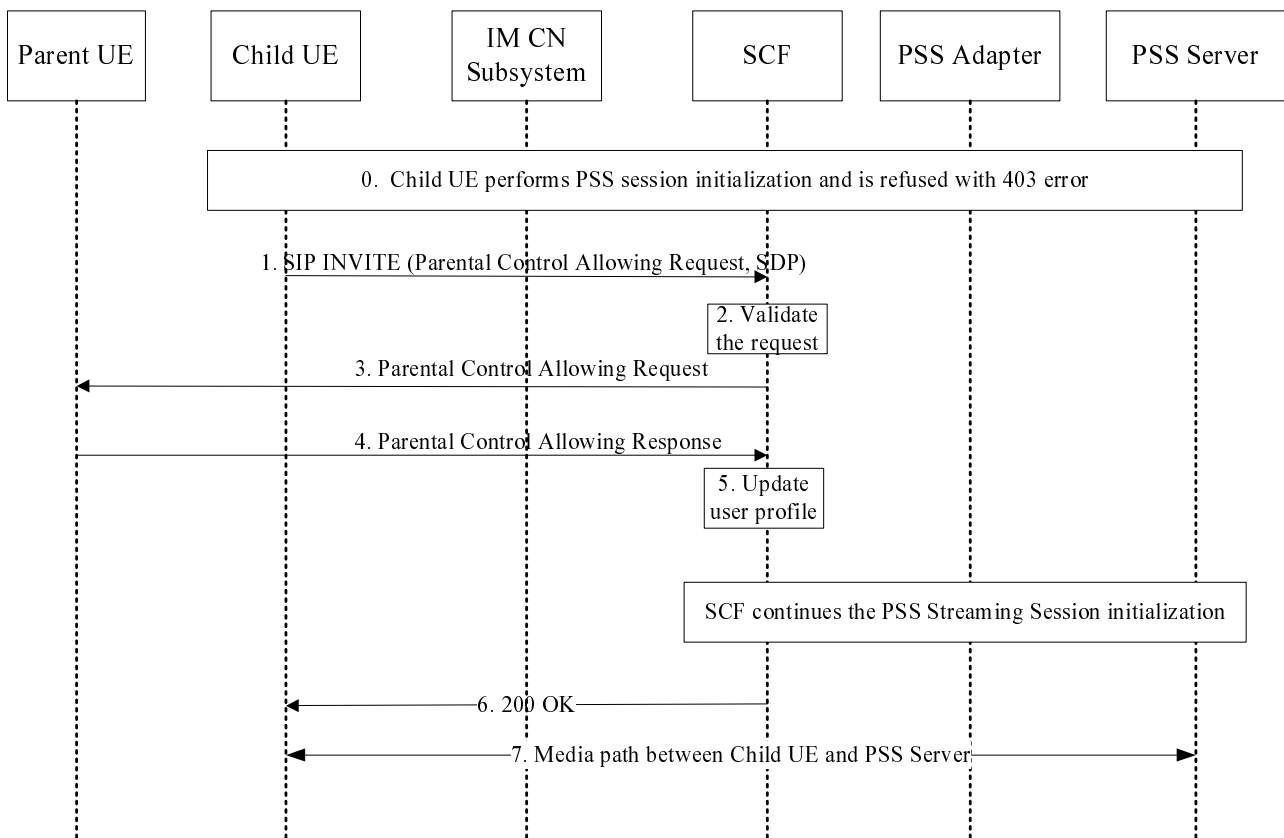 Parent UE
Child UE
IM CN
Subsystem
SCF
PSS Adapter
PSS Server
0. Child UE performs PSS session initialization and is refused with 403 error
1. SIP INVITE (Parental Control Allowing Request, SDP)
2. Validate
the request
3. Parental Control Allowing Request
4. Parental Control Allowing Response
5. Update
user profile
SCF continues the PSS Streaming Session initialization
6. 200 OK
7. Media path between Child UE and PSS Server